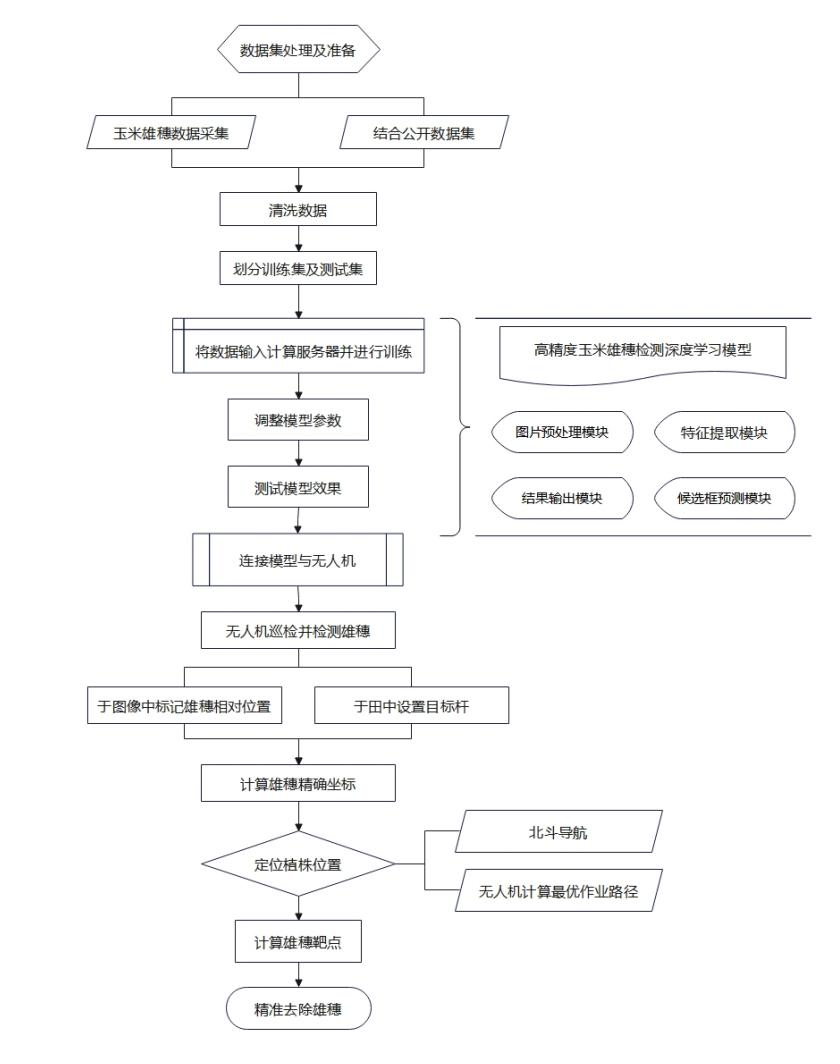 数据集处理及准备
玉米雄穗数据采集
结合公开数据集
清洗数据
划分训练集及测试集
将数据输入计算服务器并进行训练
高精度玉米雄穗检测深度学习模型
调整模型参数
图片预处理模块
特征提取模块
测试模型效果
结果输出模块
候选框预测模块
连接模型与无人机
无人机巡检并检测雄穗
于图像中标记雄穗相对位置
于田中设置目标杆
计算雄穗精确坐标
北斗导航
定位植株位置
无人机计算最优作业路径
计算雄穗靶点
精准去除雄穗